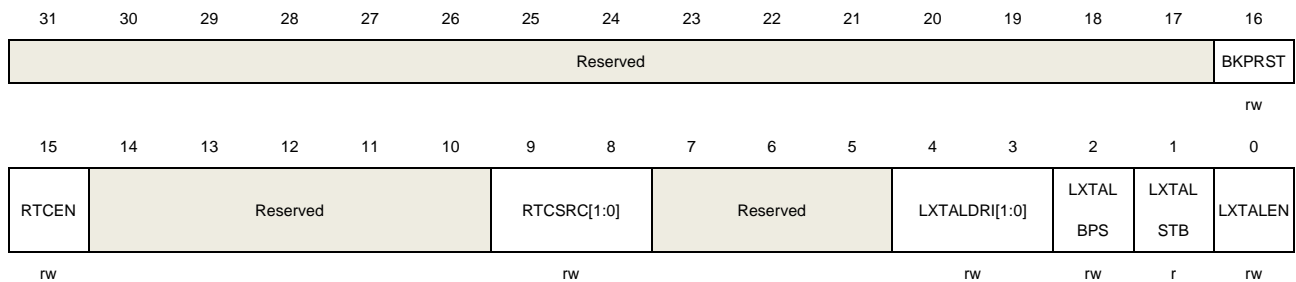 31 30 29 28 27 26 25 24 23 22 21 20 19 18 17 16
Reserved BKPRST
rw
15 14 13 12 11 10 9 8 7 6 5 4 3 2 1 0
RTCEN Reserved RTCSRC[1:0] Reserved LXTALDRI[1:0] LXTAL BPS LXTAL STB LXTALEN
rw rw rw rw r rw